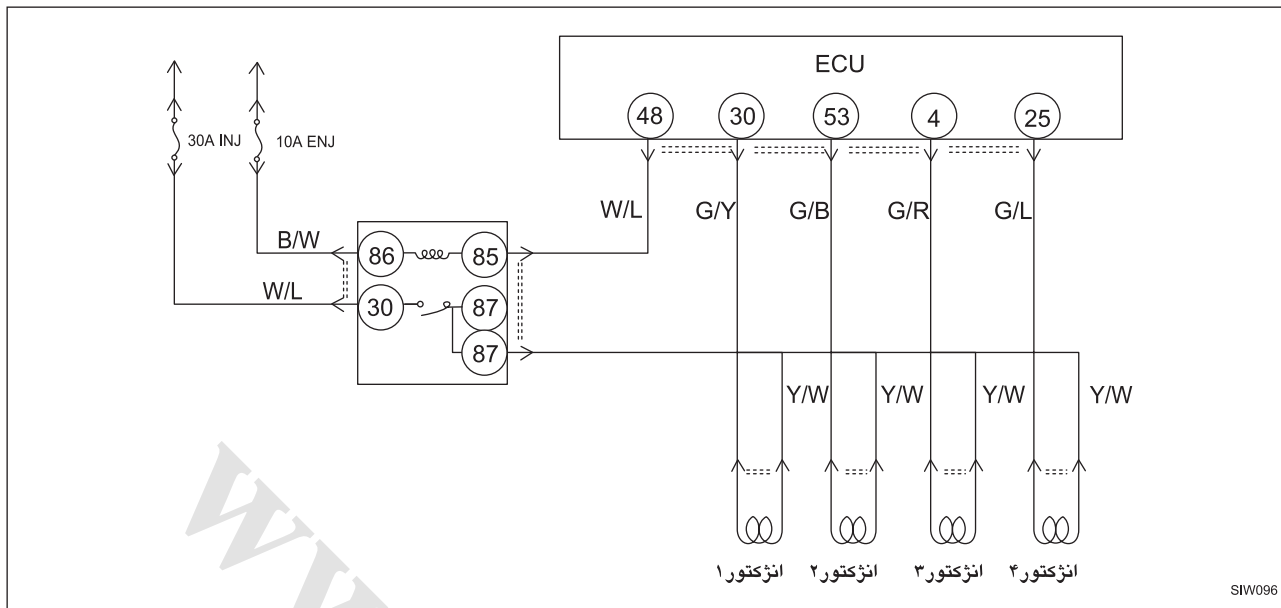 ECU
48 30 53 4 25
30A INJ 10A ENJ
W/L G/Y G/B G/R G/L
B/W 86 85
W/L 30 87
87
Y/W Y/W Y/W Y/W
انژکتور۱ انژکتور۲ انژکتور۳ انژکتور۴
SIW096